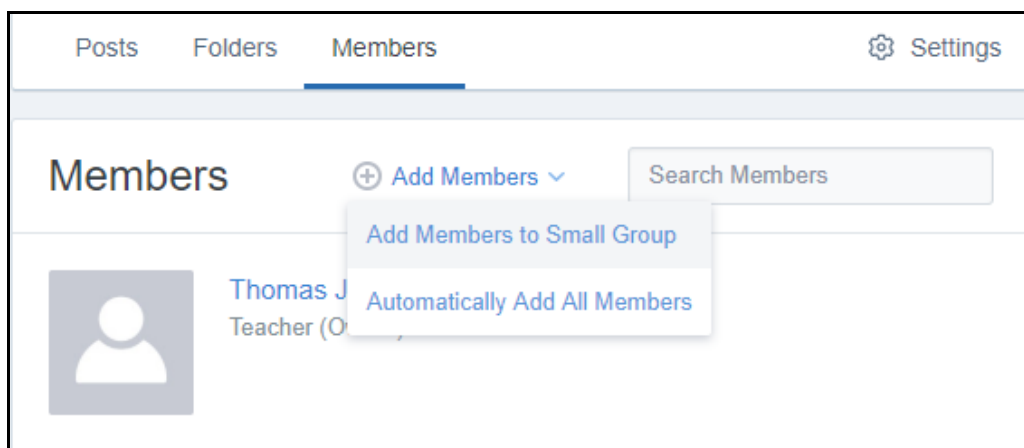 Posts Folders Members Settings
Members Add Members Search Members
Add Members to Small Group
Thomas J
Automatically Add All Members
Teacher (O